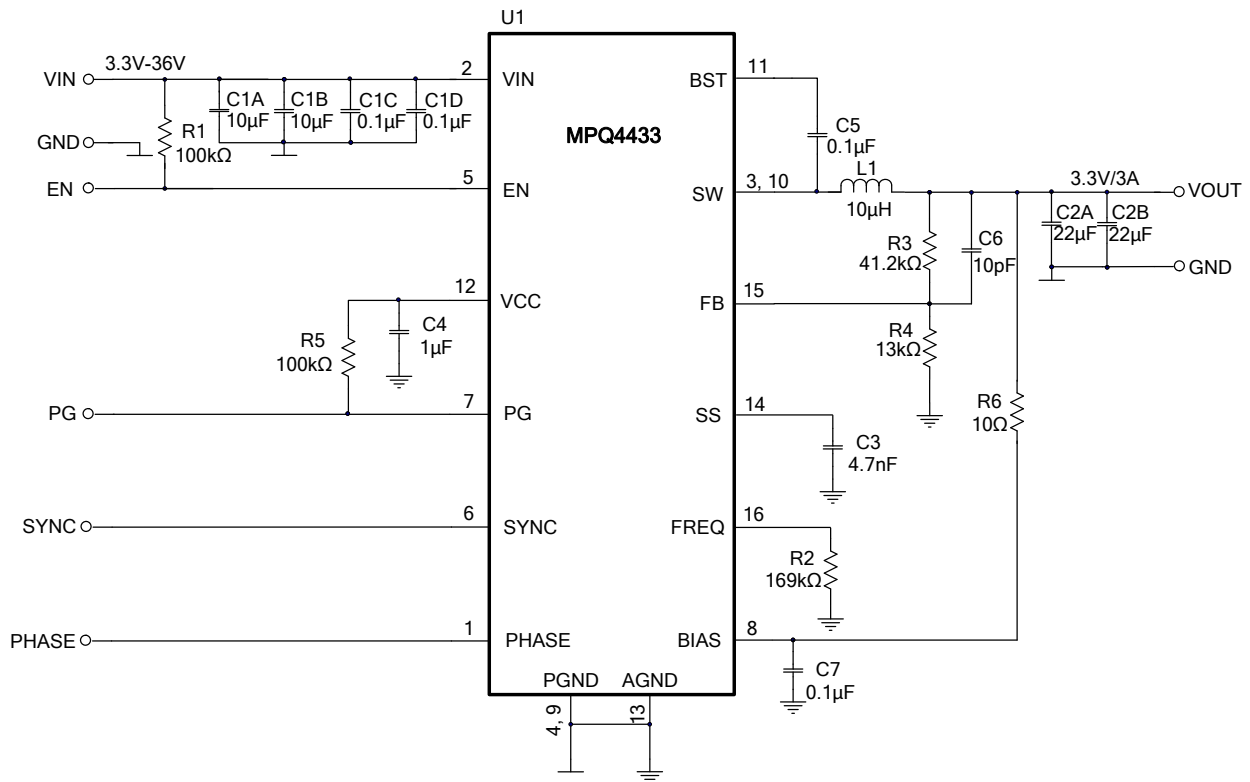 U1
VIN
3.3V-36V
2
VIN
BST
11
C1A
10µF
C1B
10µF
C1C
0.1µF
C1D
0.1µF
R1
100kΩ
GND
MPQ4433
C5
0.1µF
EN
5
EN
SW
3, 10
L1
10µH
3.3V/3A
VOUT
C2A
22µF
C2B
22µF
R3
41.2kΩ
C6
10pF
GND
12
VCC
FB
15
R5
100kΩ
C4
1µF
R4
13kΩ
PG
7
PG
SS
14
C3
4.7nF
R6
10Ω
SYNC
6
SYNC
FREQ
16
R2
169kΩ
PHASE
1
PHASE
BIAS
8
C7
0.1µF
PGND
AGND
4, 9
13